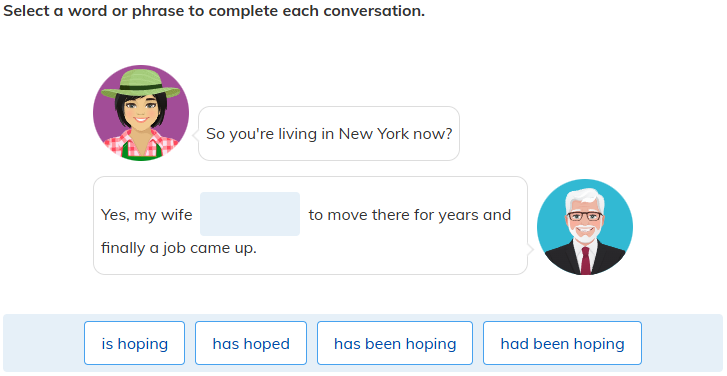 Select a word or phrase to complete each conversation.
So you're living in New York now?
Yes, my wife to move there for years and
finally a job came up.
is hoping
has hoped
has been hoping
had been hoping